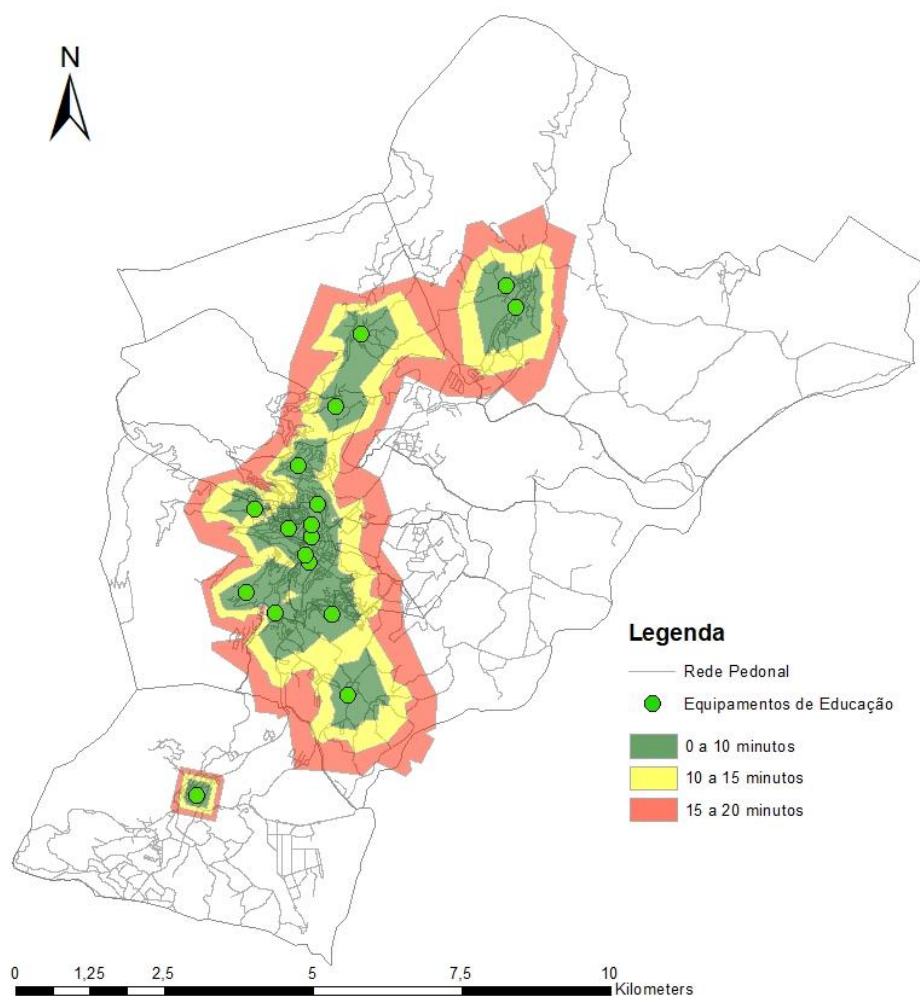 N
Legenda
Rede Pedonal
Equipamentos de Educação
0 a 10 minutos
10 a 15 minutos
15 a 20 minutos
0 1,25 2,5 5 7,5 10
Kilometers